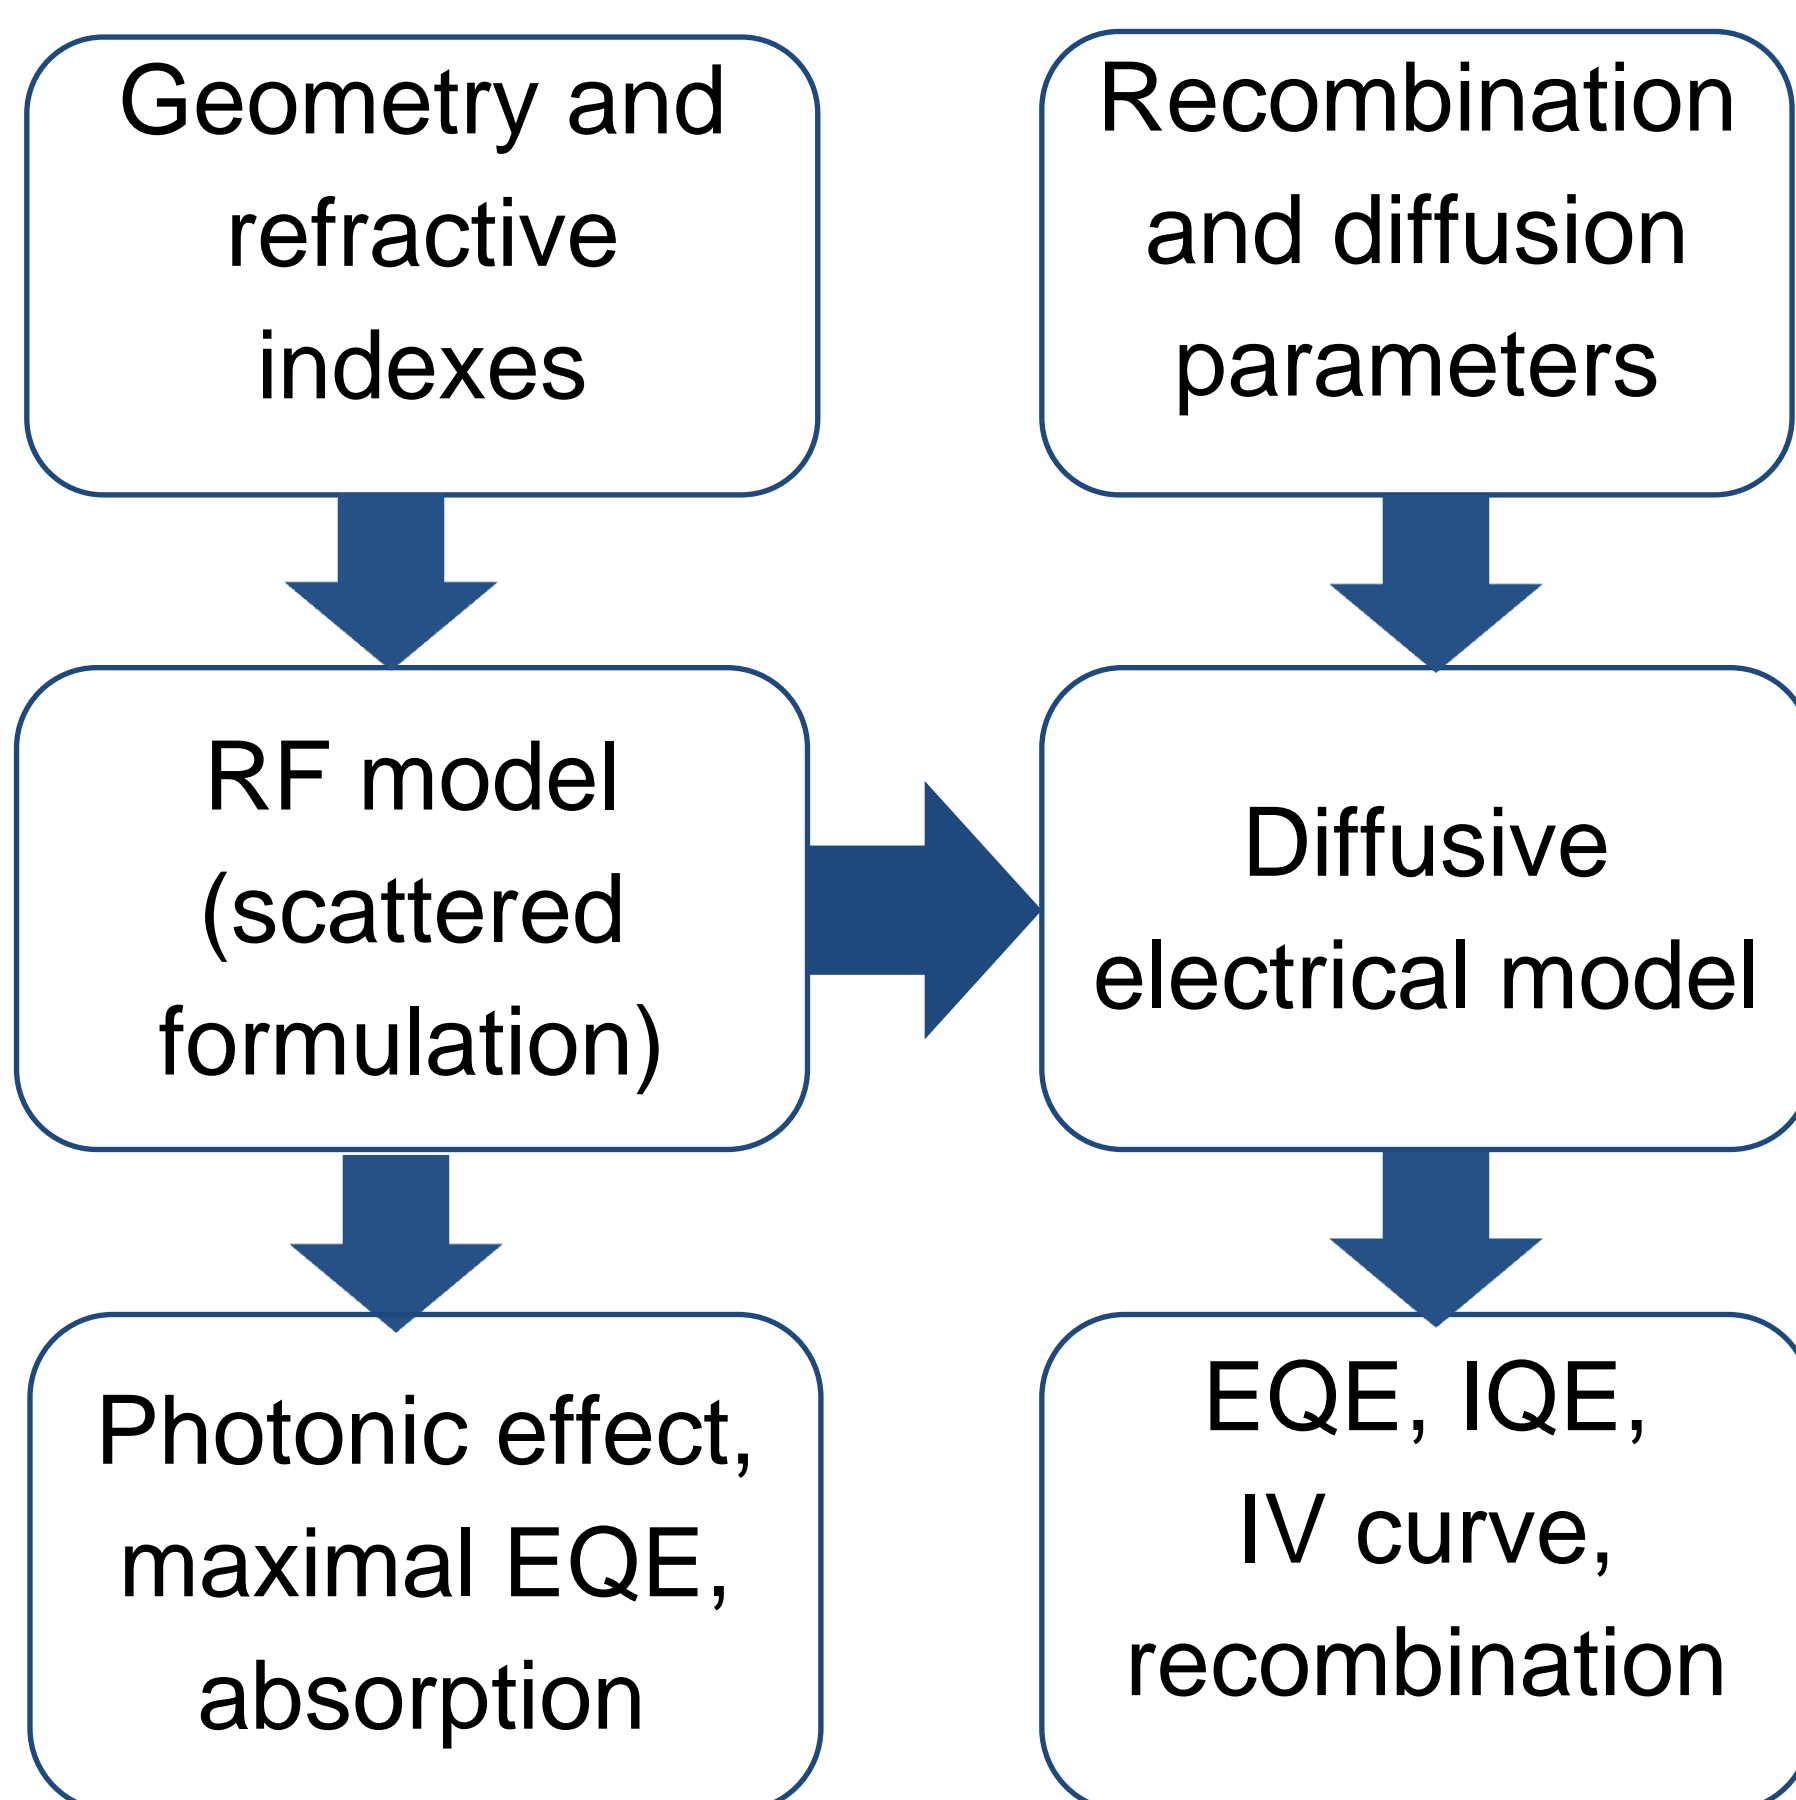 Geometry and
refractive
indexes
Recombination
and diffusion
parameters
RF model
(scattered
formulation)
Diffusive
electrical model
Photonic effect,
maximal EQE,
absorption
EQE, IQE,
IV curve,
recombination